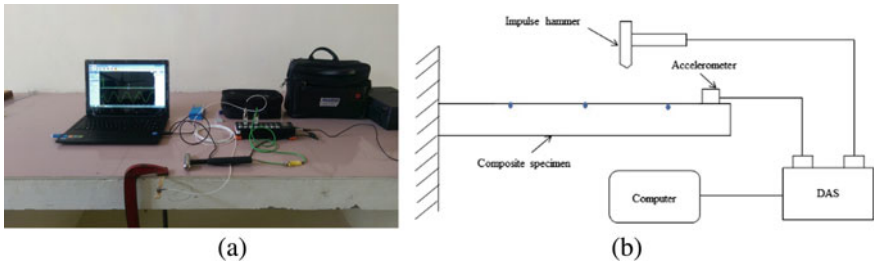 Impulse hammer
Accelerometer
Composite specimen
Computer
DAS
(a)
(b)